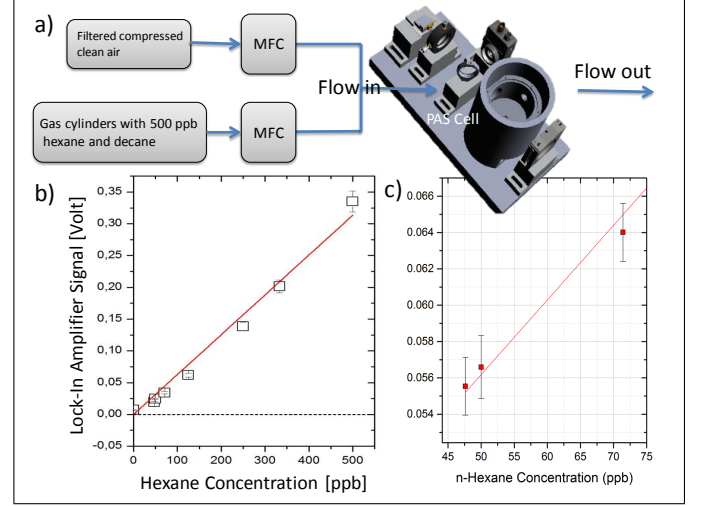 a)
Filtered compressed
clean air
MFC
Flow in
Flow out
PAS Cell
Gas cylinders with 500 ppb
hexane and decane
MFC
b)
Lock-In Amplifier Signal [Volt]
0,35
0,30
0,25
0,20
0,15
0,10
0,05
0,00
-0,05
0
100
200
300
400
500
Hexane Concentration [ppb]
c)
0.066
0.064
0.062
0.060
0.058
0.056
0.054
45
50
55
60
65
70
75
n-Hexane Concentration (ppb)